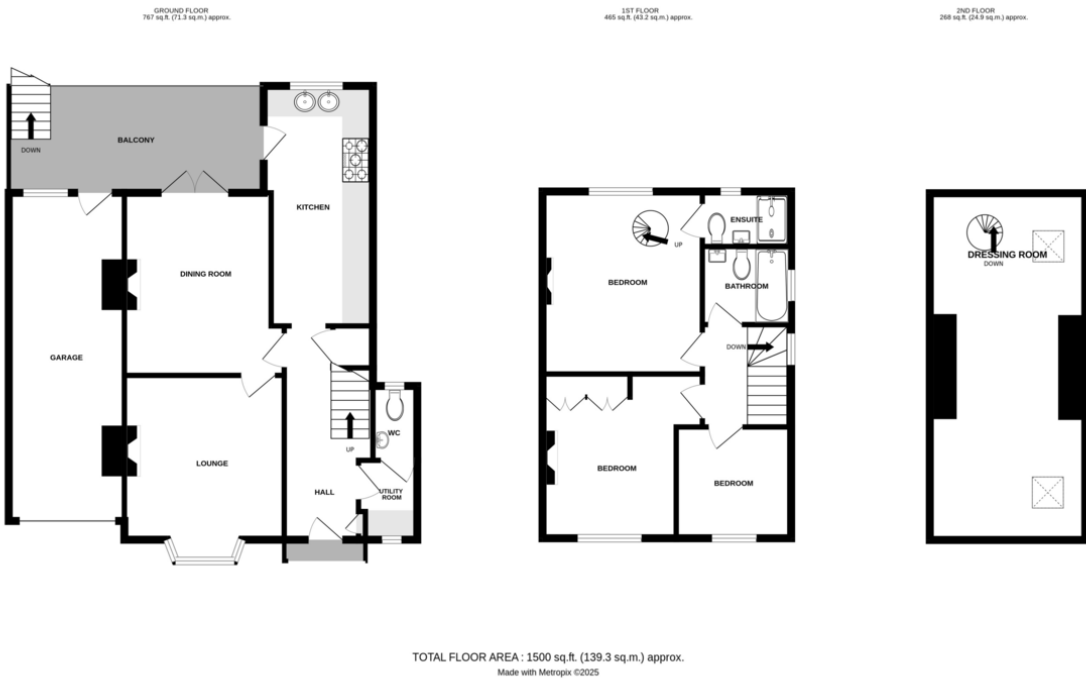 GROUND FLOOR
767 sq.ft. (71.3 sq.m.) approx.
1ST FLOOR
465 sq.ft. (43.2 sq.m.) approx.
2ND FLOOR
268 sq.ft. (24.9 sq.m.) approx.
BALCONY
DOWN
KITCHEN
DINING ROOM
GARAGE
WC
UP
LOUNGE
HALL
UTILITY
ROOM
ENSUITE
UP
BEDROOM
BATHROOM
DOWN
BEDROOM
BEDROOM
DRESSING ROOM
DOWN
TOTAL FLOOR AREA : 1500 sq.ft. (139.3 sq.m.) approx.
Made with Metropix ©2025